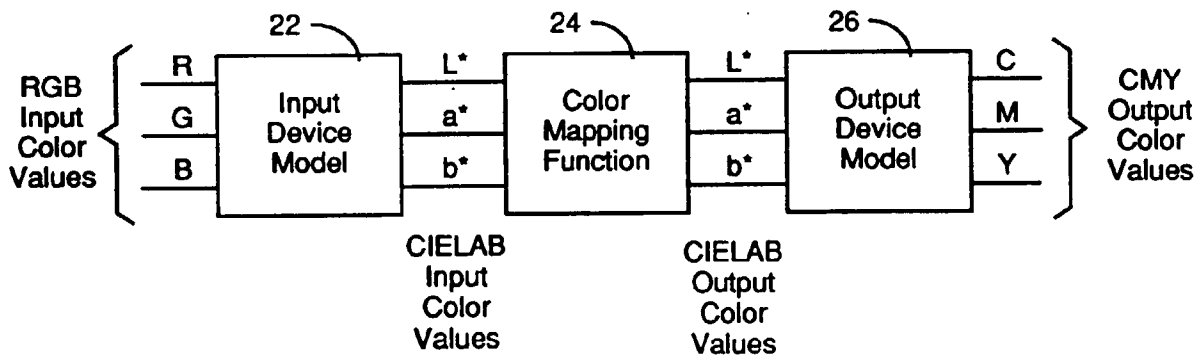 22
24
26
RGB
Input
Color
Values
R
G
B
Input
Device
Model
L*
a*
b*
CIELAB
Input
Color
Values
Color
Mapping
Function
L*
a*
b*
CIELAB
Output
Color
Values
Output
Device
Model
C
M
Y
CMY
Output
Color
Values